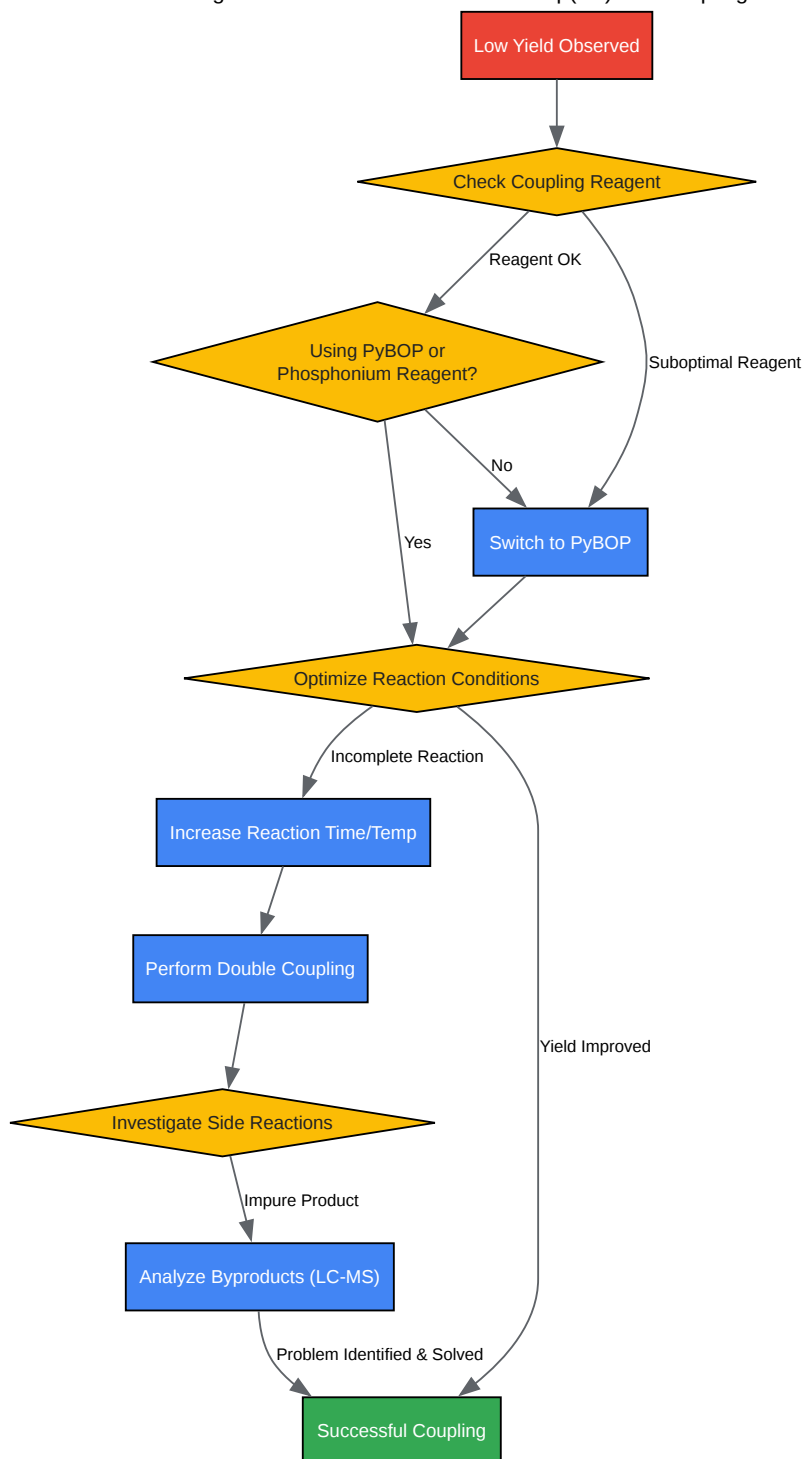 Low Yield Observed
Check Coupling Reagent
Reagent OK
Using PyBOP or
Phosphonium Reagent?
Suboptimal Reagent
No
Switch to PyBOP
Yes
Optimize Reaction Conditions
Incomplete Reaction
Increase Reaction Time/Temp
Perform Double Coupling
Yield Improved
Investigate Side Reactions
Impure Product
Analyze Byproducts (LC-MS)
Problem Identified & Solved
Successful Coupling